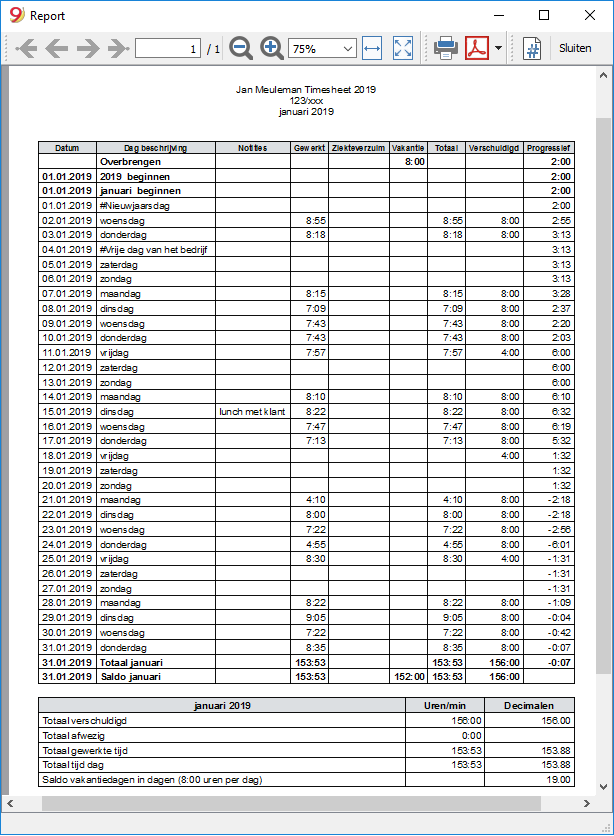 Report
1 / 1 75% Sluiten
Jan Meuleman Timesheet 2019
123/xxx
januari 2019
Datum Dag beschrijving Notities Gewerkt Ziekteverzuim Vakantie Totaal Verschuldigd Progressief
Overbrengen 8:00 2:00
01.01.2019 2019 beginnen 2:00
01.01.2019 januari beginnen 2:00
01.01.2019 #Nieuwjaarsdag 2:00
02.01.2019 woensdag 8:55 8:55 8:00 2:55
03.01.2019 donderdag 8:18 8:18 8:00 3:13
04.01.2019 #Vrije dag van het bedrijf 3:13
05.01.2019 zaterdag 3:13
06.01.2019 zondag 3:13
07.01.2019 maandag 8:15 8:15 8:00 3:28
08.01.2019 dinsdag 7:09 7:09 8:00 2:37
09.01.2019 woensdag 7:43 7:43 8:00 2:20
10.01.2019 donderdag 7:43 7:43 8:00 2:03
11.01.2019 vrijdag 7:57 7:57 4:00 6:00
12.01.2019 zaterdag 6:00
13.01.2019 zondag 6:00
14.01.2019 maandag 8:10 8:10 8:00 6:10
15.01.2019 dinsdag lunch met klant 8:22 8:22 8:00 6:32
16.01.2019 woensdag 7:47 7:47 8:00 6:19
17.01.2019 donderdag 7:13 7:13 8:00 5:32
18.01.2019 vrijdag 4:00 1:32
19.01.2019 zaterdag 1:32
20.01.2019 zondag 1:32
21.01.2019 maandag 4:10 4:10 8:00 -2:18
22.01.2019 dinsdag 8:00 8:00 8:00 -2:18
23.01.2019 woensdag 7:22 7:22 8:00 -2:56
24.01.2019 donderdag 4:55 4:55 8:00 -6:01
25.01.2019 vrijdag 8:30 8:30 4:00 -1:31
26.01.2019 zaterdag -1:31
27.01.2019 zondag -1:31
28.01.2019 maandag 8:22 8:22 8:00 -1:09
29.01.2019 dinsdag 9:05 9:05 8:00 -0:04
30.01.2019 woensdag 7:22 7:22 8:00 -0:42
31.01.2019 donderdag 8:35 8:35 8:00 -0:07
31.01.2019 Totaal januari 153:53 153:53 156:00 -0:07
31.01.2019 Saldo januari 153:53 152:00 153:53 156:00
januari 2019 Uren/min Decimalen
Totaal verschuldigd 156:00 156.00
Totaal afwezig 0:00
Totaal gewerkte tijd 153:53 153.88
Totaal tijd dag 153:53 153.88
Saldo vakantiedagen in dagen (8:00 uren per dag) 19.00